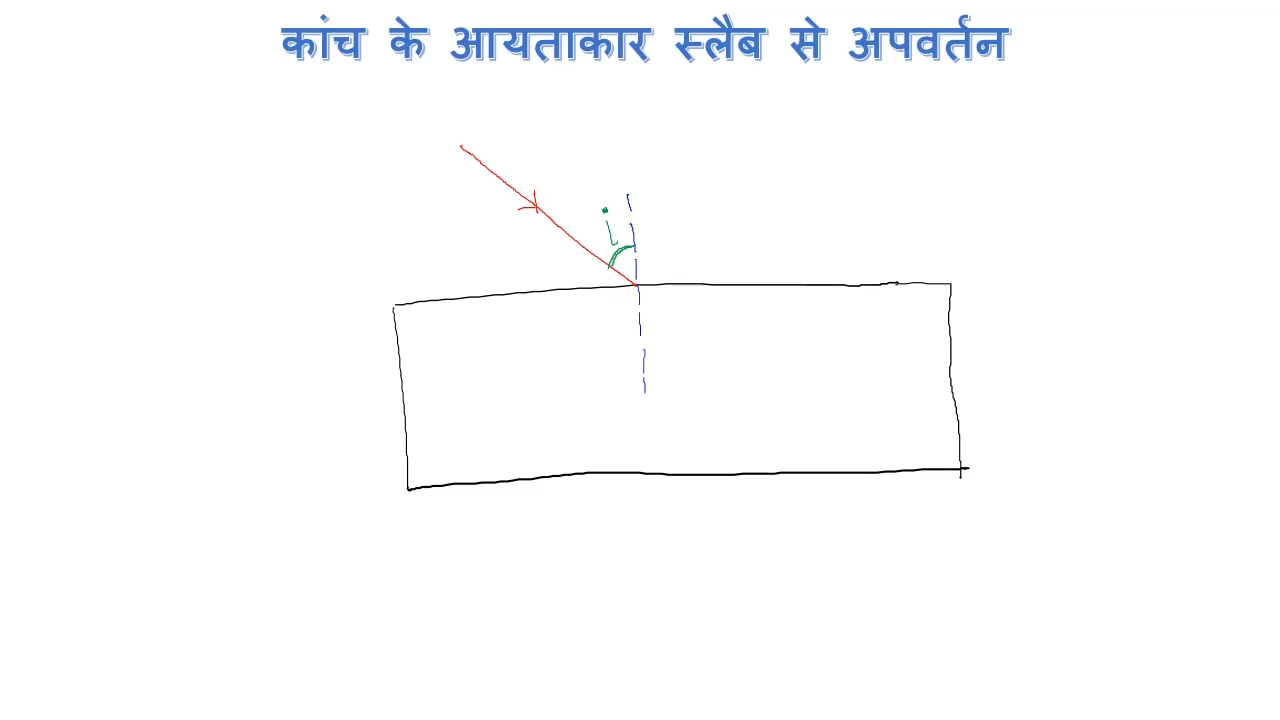 कांच के आयताकार स्लैब से अपवर्तन
i